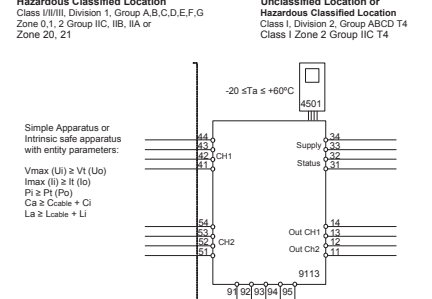 Hazardous Classified Location
Class I/II/III, Division 1, Group A,B,C,D,E,F,G
Zone 0,1, 2 Group IIC, IIB, IIA or
Zone 20, 21
Unclassified Location or
Hazardous Classified Location
Class I, Division 2, Group ABCD T4
Class I Zone 2 Group IIC T4
-20 ≤Ta ≤ +60ºC
4501
Simple Apparatus or
Intrinsic safe apparatus
with entity parameters:
Vmax (Ui) ≥ Vt (Uo)
Imax (Ii) ≥ It (Io)
Pi ≥ Pt (Po)
Ca ≥ Ccable + Ci
La ≥ Lcable + Li
44
43
42
41
CH1
34
33
32
31
Supply
Status
54
53
52
51
CH2
14
13
12
11
Out CH1
Out Ch2
9113
91 92 93 94 95